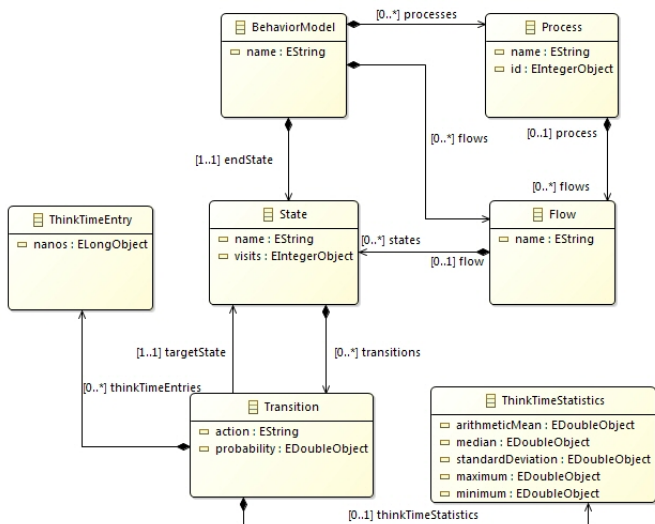 [0..*] processes
BehaviorModel
name : EString
Process
name : EString
id : EIntegerObject
[0..1] process
[0..*] flows
[1..1] endState
[0..*] flows
ThinkTimeEntry
nanos : ELongObject
State
name : EString
visits : EIntegerObject
[0..*] states
[0..1] flow
Flow
name : EString
[1..1] targetState
[0..*] transitions
[0..*] thinkTimeEntries
Transition
action : EString
probability : EDoubleObject
ThinkTimeStatistics
arithmeticMean : EDoubleObject
median : EDoubleObject
standardDeviation : EDoubleObject
maximum : EDoubleObject
minimum : EDoubleObject
[0..1] thinkTimeStatistics